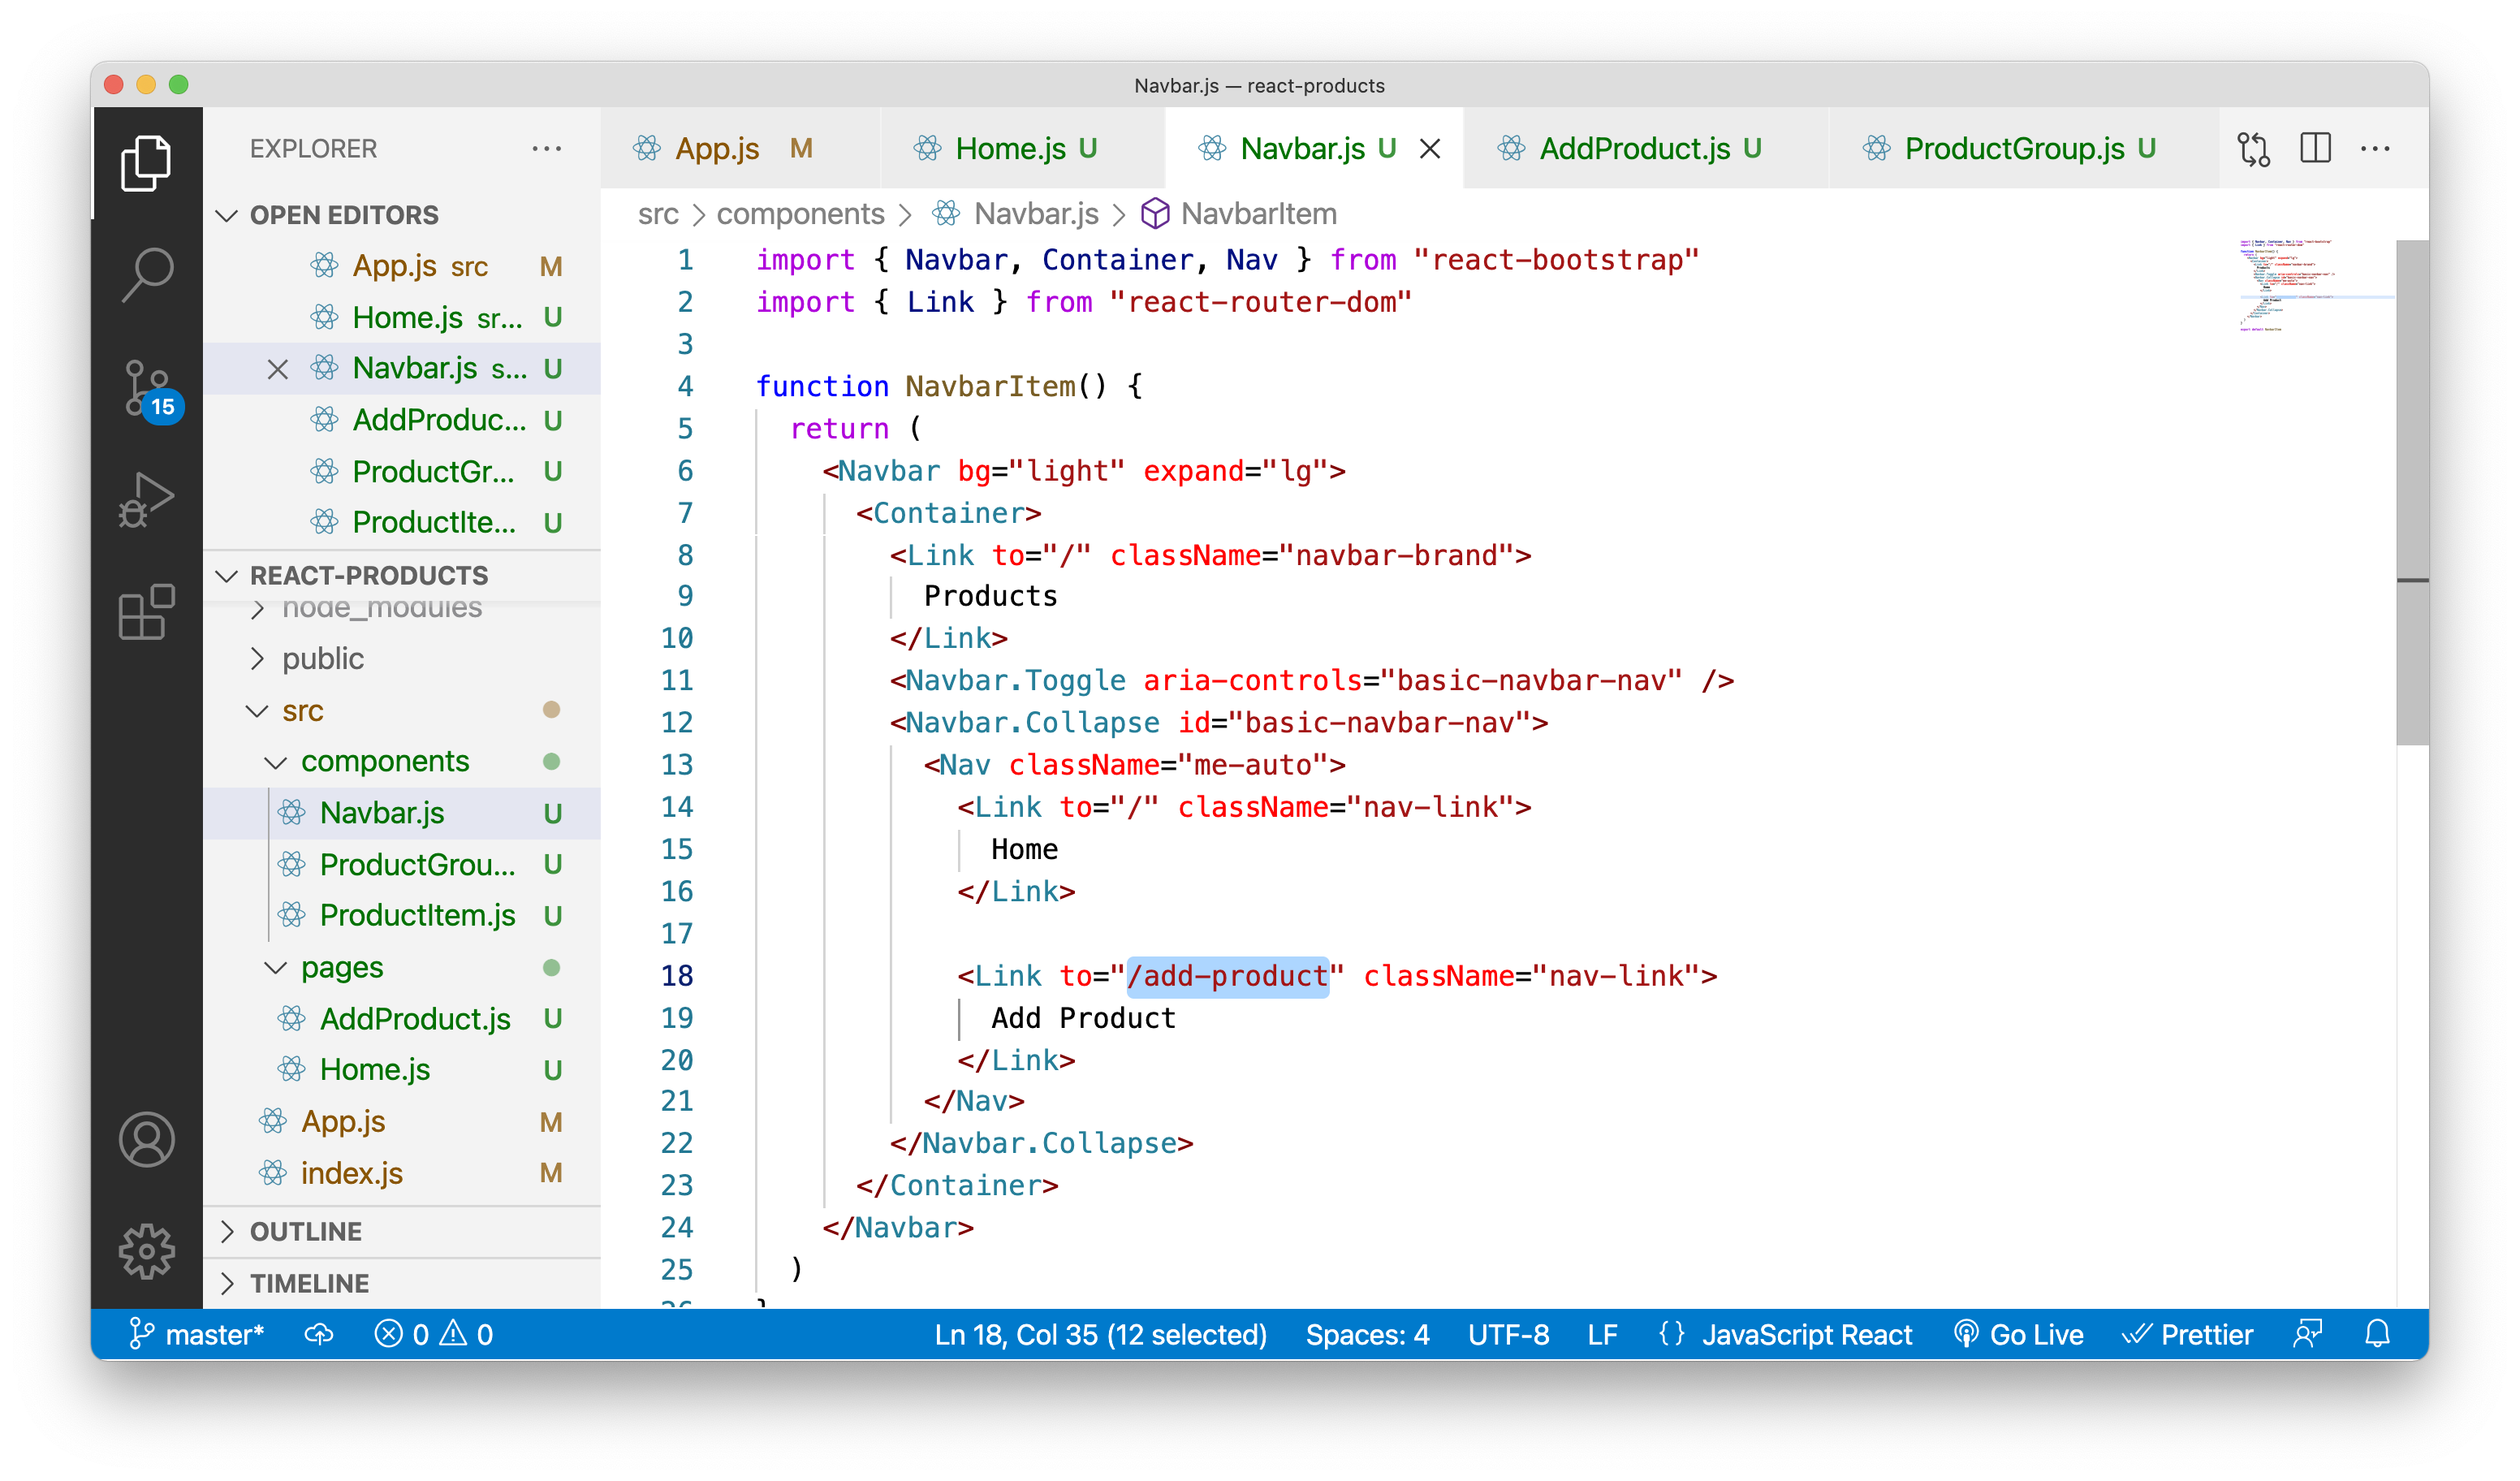 Navbar.js — react-products
EXPLORER
App.js M
Home.js U
Navbar.js U
AddProduct.js U
ProductGroup.js U
OPEN EDITORS
App.js src M
Home.js sr... U
Navbar.js s... U
AddProduc... U
ProductGr... U
ProductIte... U
REACT-PRODUCTS
node_modules
public
src
components
Navbar.js U
ProductGrou... U
ProductItem.js U
pages
AddProduct.js U
Home.js U
App.js M
index.js M
OUTLINE
TIMELINE
15
src > components > Navbar.js > NavbarItem
1 import { Navbar, Container, Nav } from "react-bootstrap"
2 import { Link } from "react-router-dom"
3
4 function NavbarItem() {
5 return (
6 <Navbar bg="light" expand="lg">
7 <Container>
8 <Link to="/" className="navbar-brand">
9 Products
10 </Link>
11 <Navbar.Toggle aria-controls="basic-navbar-nav" />
12 <Navbar.Collapse id="basic-navbar-nav">
13 <Nav className="me-auto">
14 <Link to="/" className="nav-link">
15 Home
16 </Link>
17
18 <Link to="/add-product" className="nav-link">
19 Add Product
20 </Link>
21 </Nav>
22 </Navbar.Collapse>
23 </Container>
24 </Navbar>
25 )
master* 0 0 Ln 18, Col 35 (12 selected) Spaces: 4 UTF-8 LF {} JavaScript React Go Live Prettier